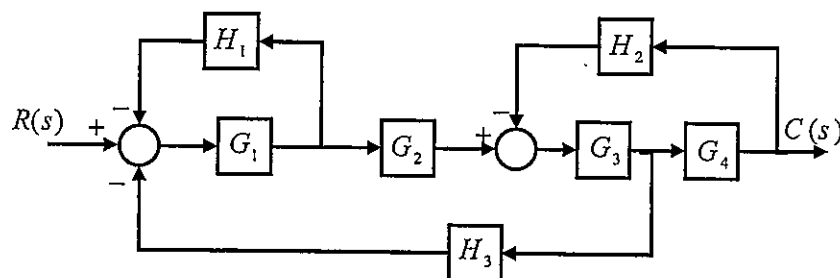 H₁
H₂
R(s)
+
−
−
G₁
G₂
+
−
G₃
G₄
C(s)
H₃